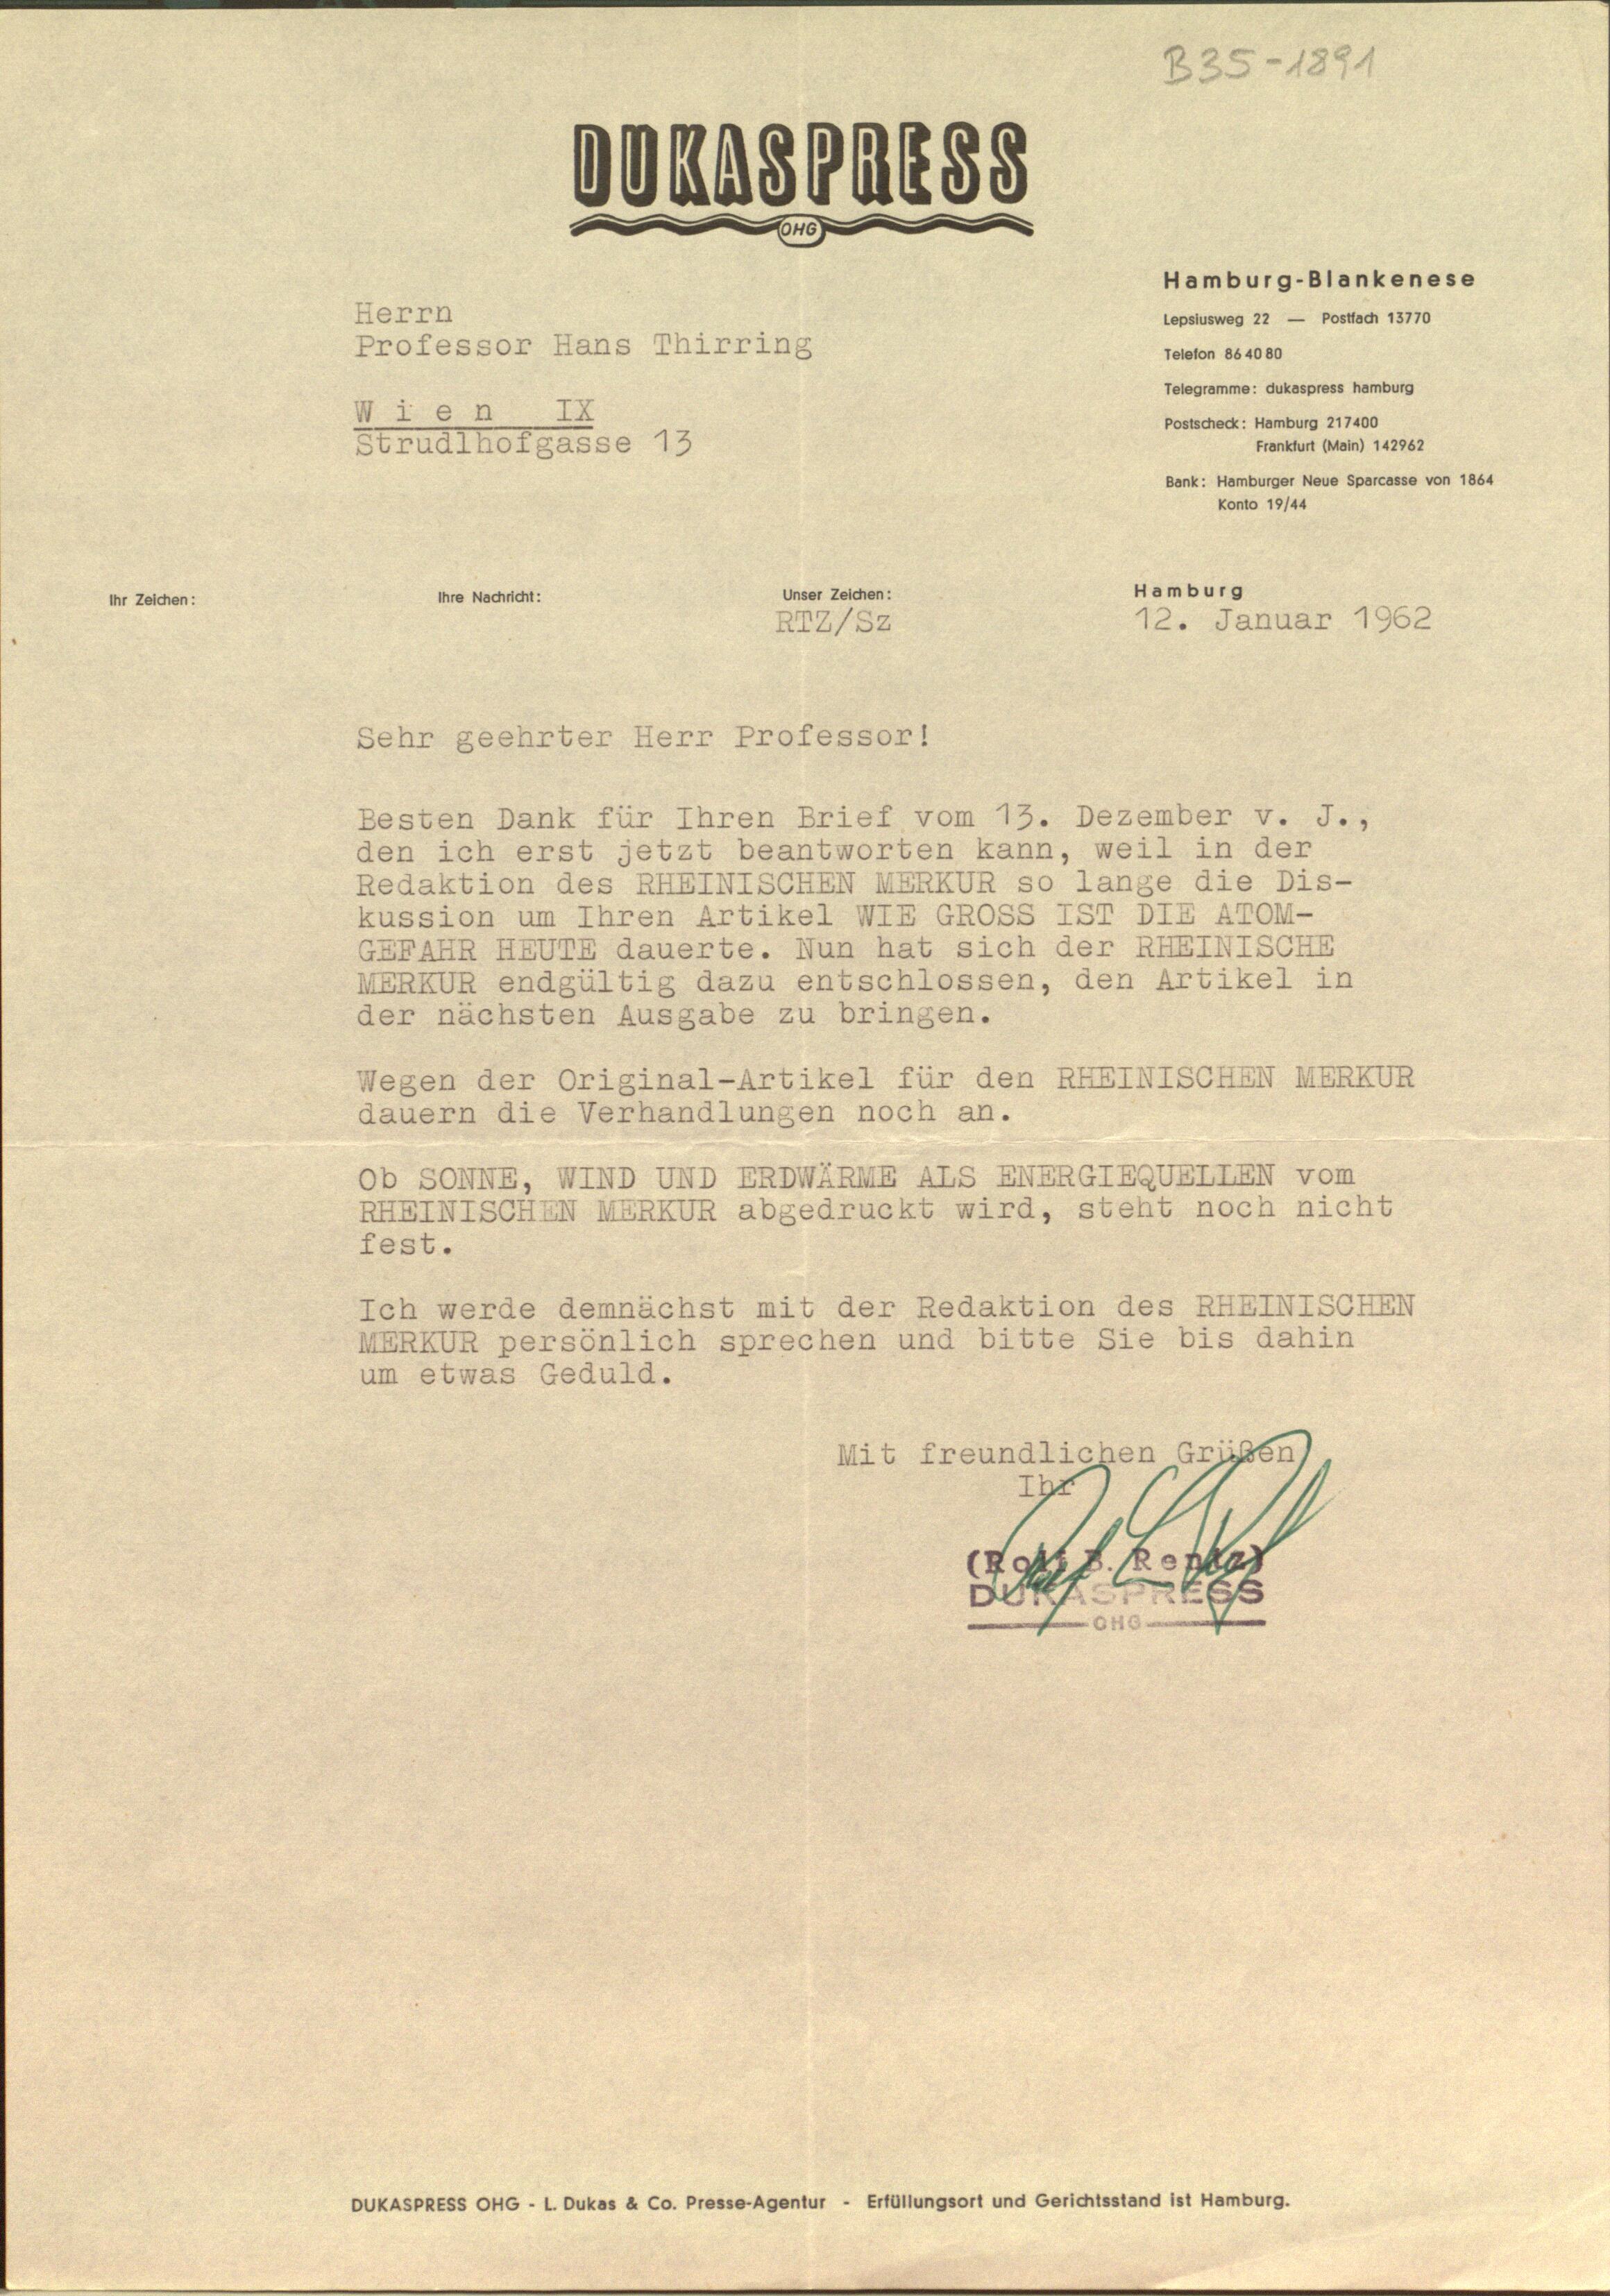 B35-1891
DUKASPRESS
OHG
Hamburg-Blankenese
Lepsiusweg 22 — Postfach 13770
Telefon 86 40 80
Telegramme: dukaspress hamburg
Postscheck: Hamburg 217400
Frankfurt (Main) 142962
Bank: Hamburger Neue Sparcasse von 1864
Konto 19/44
Herrn
Professor Hans Thirring
W i e n IX
Strudlhofgasse 13
Ihr Zeichen:
Ihre Nachricht:
Unser Zeichen:
RTZ/Sz
Hamburg
12. Januar 1962
Sehr geehrter Herr Professor!
Besten Dank für Ihren Brief vom 13. Dezember v. J.,
den ich erst jetzt beantworten kann, weil in der
Redaktion des RHEINISCHEN MERKUR so lange die Dis-
kussion um Ihren Artikel WIE GROSS IST DIE ATOM-
GEFAHR HEUTE dauerte. Nun hat sich der RHEINISCHE
MERKUR endgültig dazu entschlossen, den Artikel in
der nächsten Ausgabe zu bringen.
Wegen der Original-Artikel für den RHEINISCHEN MERKUR
dauern die Verhandlungen noch an.
Ob SONNE, WIND UND ERDWÄRME ALS ENERGIEQUELLEN vom
RHEINISCHEN MERKUR abgedruckt wird, steht noch nicht
fest.
Ich werde demnächst mit der Redaktion des RHEINISCHEN
MERKUR persönlich sprechen und bitte Sie bis dahin
um etwas Geduld.
Mit freundlichen Grüßen
Ihr
(Rolf B. Rentz)
DUKASPRESS
OHG
DUKASPRESS OHG - L. Dukas & Co. Presse-Agentur - Erfüllungsort und Gerichtsstand ist Hamburg.